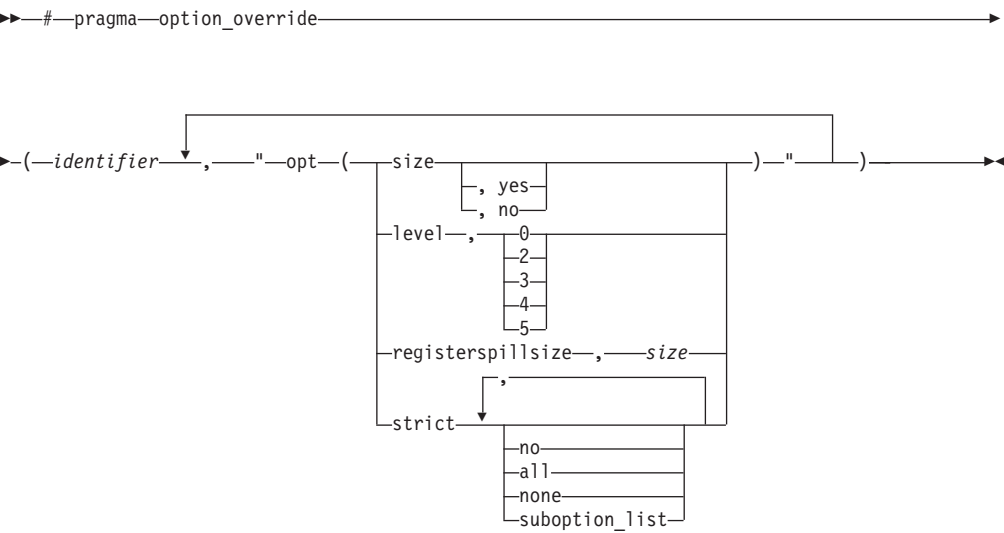 # pragma option_override
( identifier , " opt ( size ) " )
, yes
, no
level , 0
2
3
4
5
registerspillsize , size
,
strict
no
all
none
suboption_list